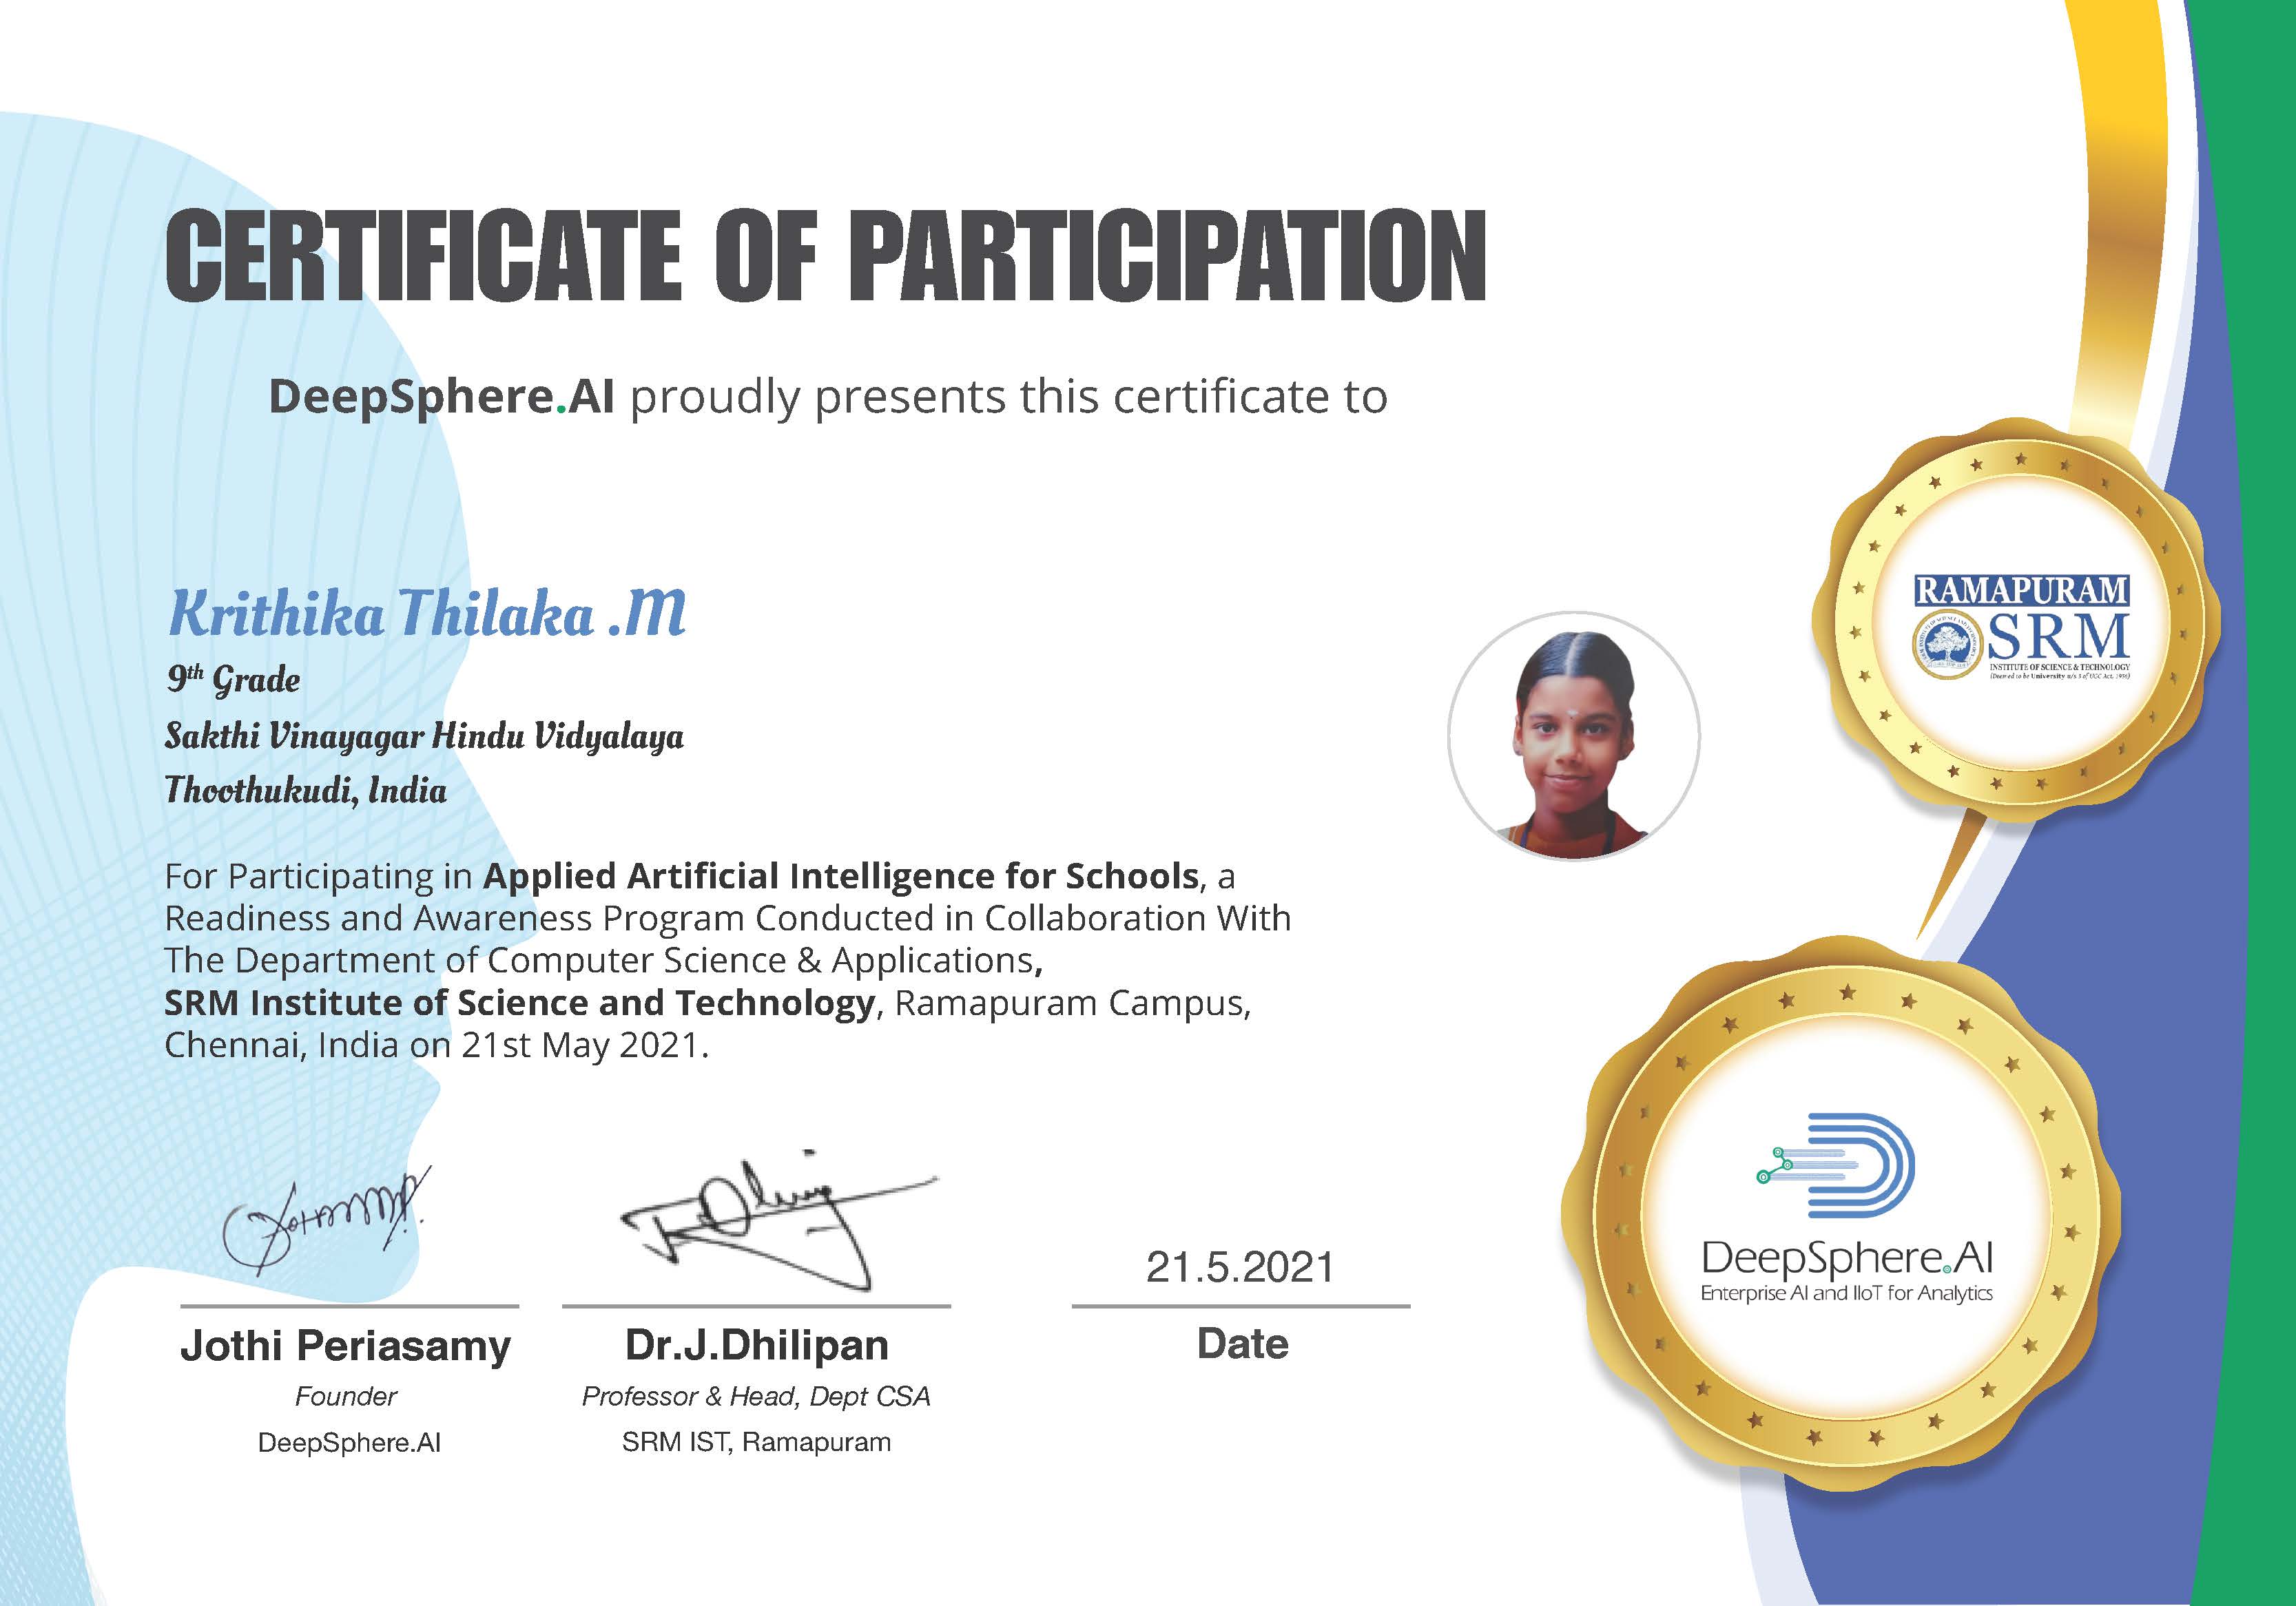 CERTIFICATE OF PARTICIPATION
DeepSphere.AI proudly presents this certificate to
Krithika Thilaka .M
9th Grade
Sakthi Vinayagar Hindu Vidyalaya
Thoothukudi, India
For Participating in Applied Artificial Intelligence for Schools, a
Readiness and Awareness Program Conducted in Collaboration With
The Department of Computer Science & Applications,
SRM Institute of Science and Technology, Ramapuram Campus,
Chennai, India on 21st May 2021.
21.5.2021
Jothi Periasamy
Founder
DeepSphere.AI
Dr.J.Dhilipan
Professor & Head, Dept CSA
SRM IST, Ramapuram
Date
RAMAPURAM
SRM
INSTITUTE OF SCIENCE & TECHNOLOGY
(Deemed to be University u/s 3 of UGC Act, 1956)
DeepSphere.AI
Enterprise AI and IIoT for Analytics